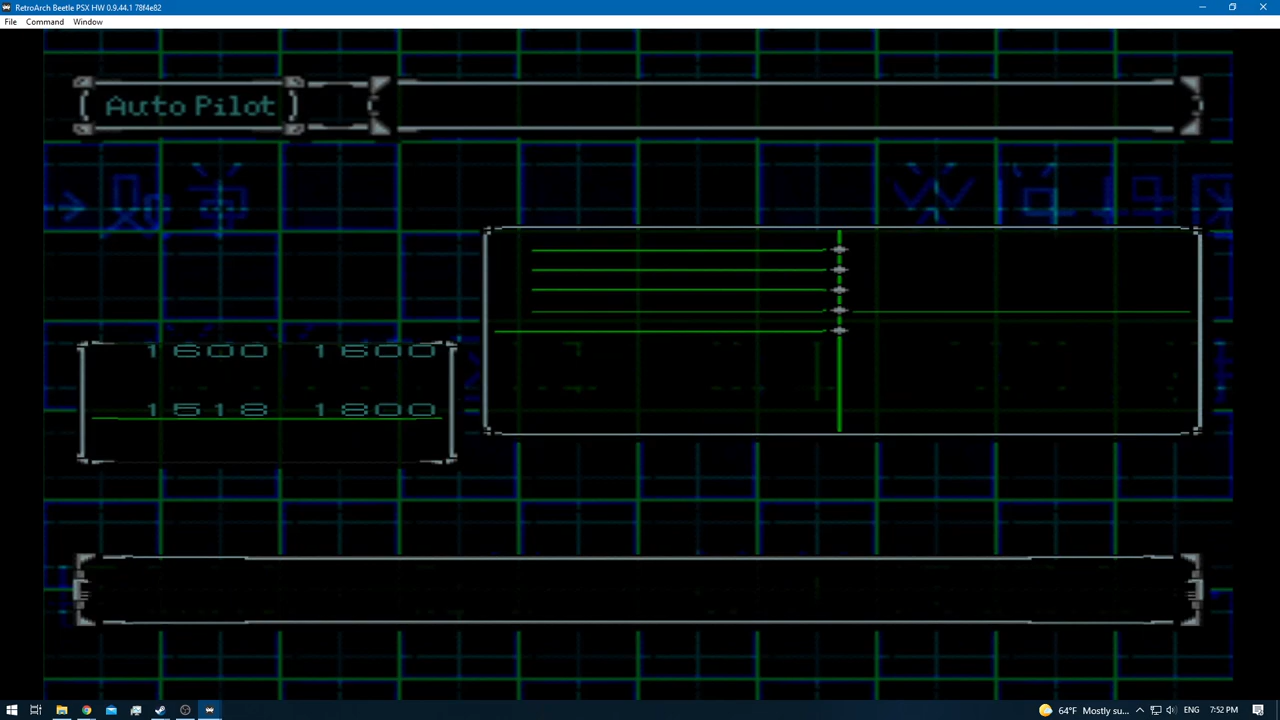 RetroArch Beetle PSX HW 0.9.44.1 78f4e82
File Command Window
Auto Pilot
1600 1600
1518 1800
64°F Mostly su... ENG 7:52 PM